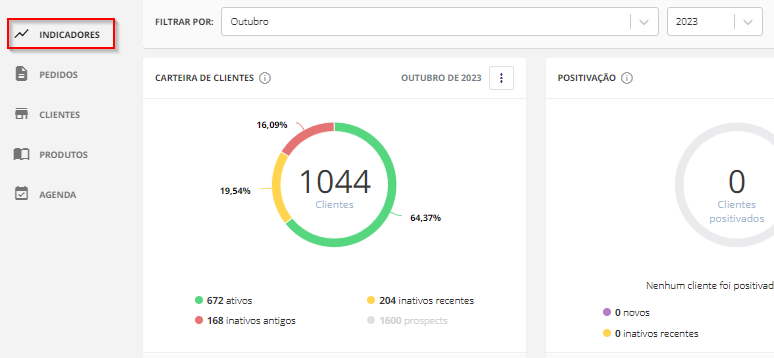 INDICADORES
PEDIDOS
CLIENTES
PRODUTOS
AGENDA
FILTRAR POR:
Outubro
2023
CARTEIRA DE CLIENTES
OUTUBRO DE 2023
16,09%
19,54%
64,37%
1044
Clientes
672 ativos
204 inativos recentes
168 inativos antigos
1600 prospects
POSITIVAÇÃO
0
Clientes
positivados
Nenhum cliente foi positivad
0 novos
0 inativos recentes